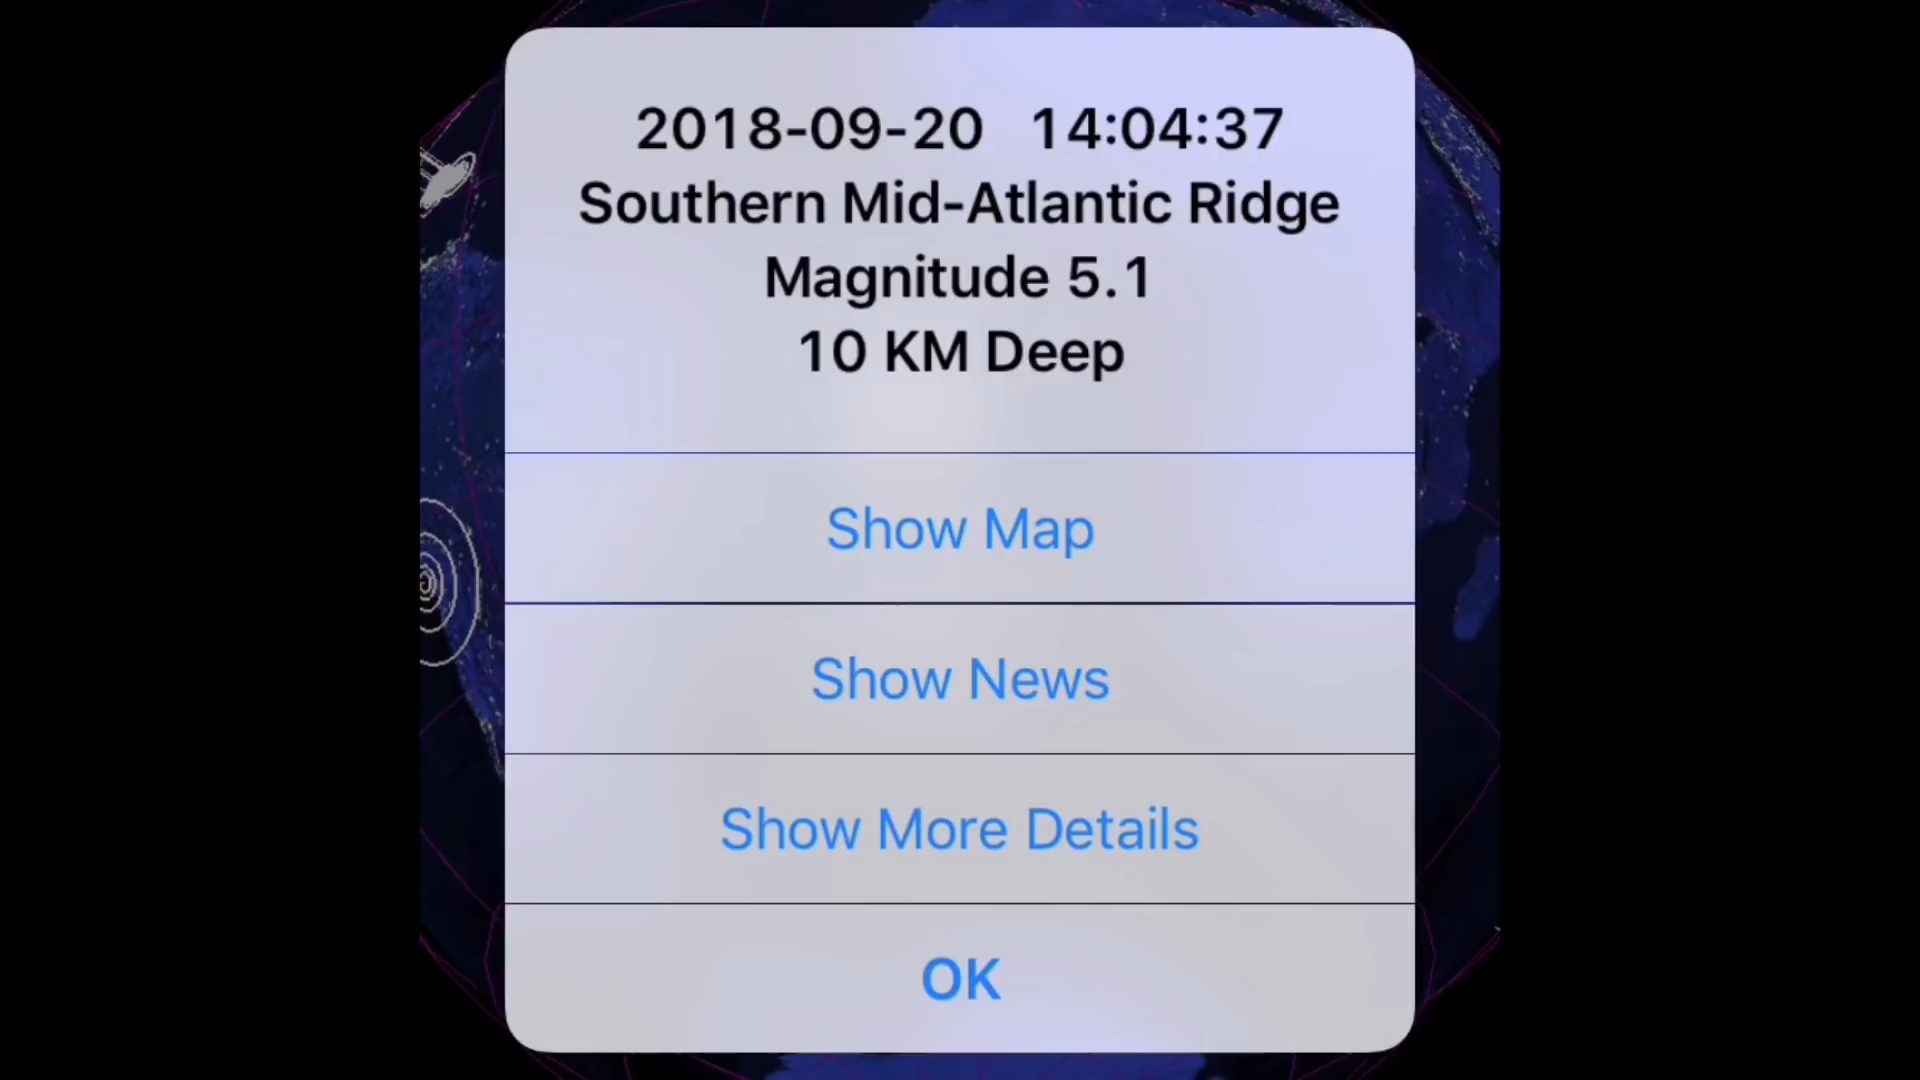 2018-09-20 14:04:37
Southern Mid-Atlantic Ridge
Magnitude 5.1
10 KM Deep
Show Map
Show News
Show More Details
OK